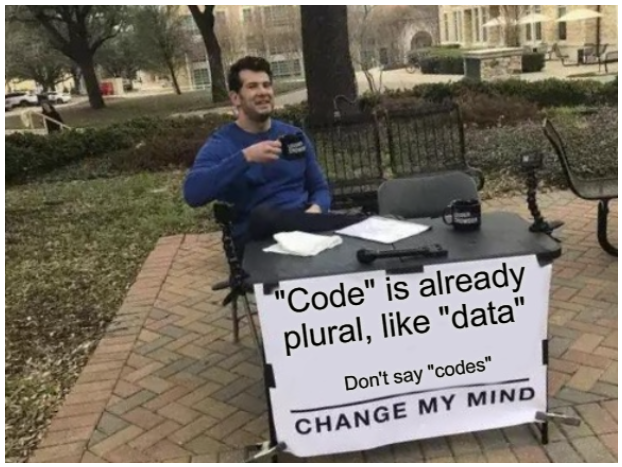 "Code" is already
plural, like "data"
Don't say "codes"
CHANGE MY MIND